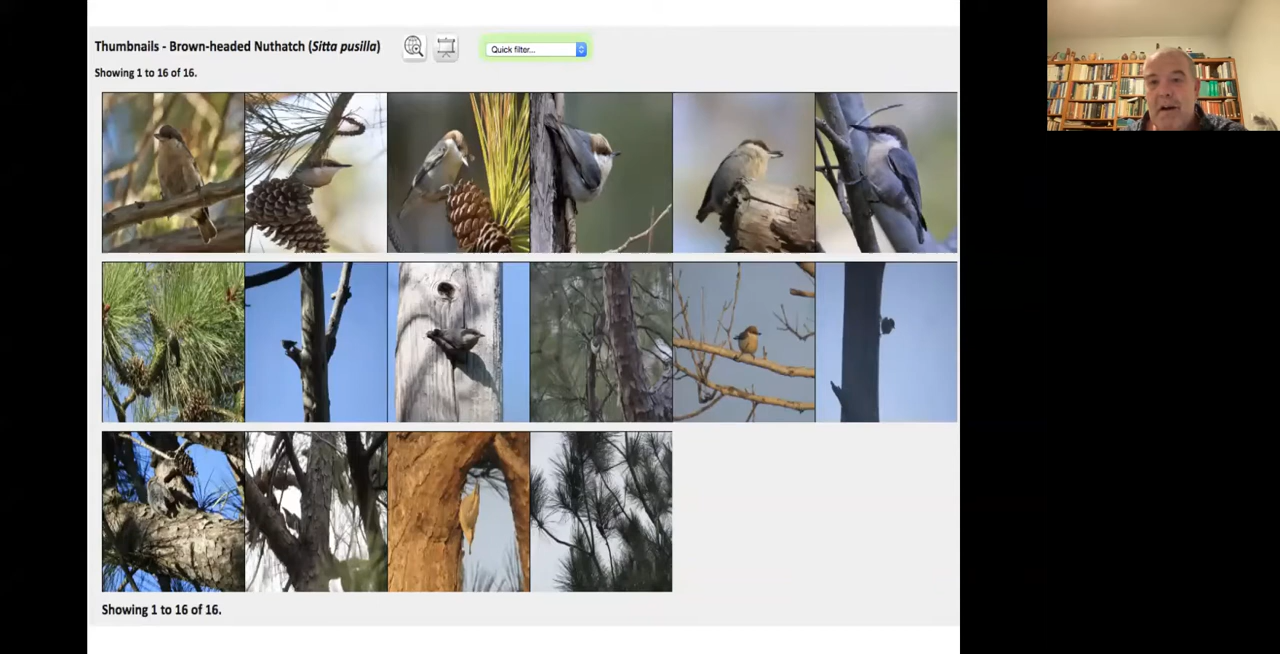 Thumbnails - Brown-headed Nuthatch (Sitta pusilla)
Quick filter...
Showing 1 to 16 of 16.
Showing 1 to 16 of 16.